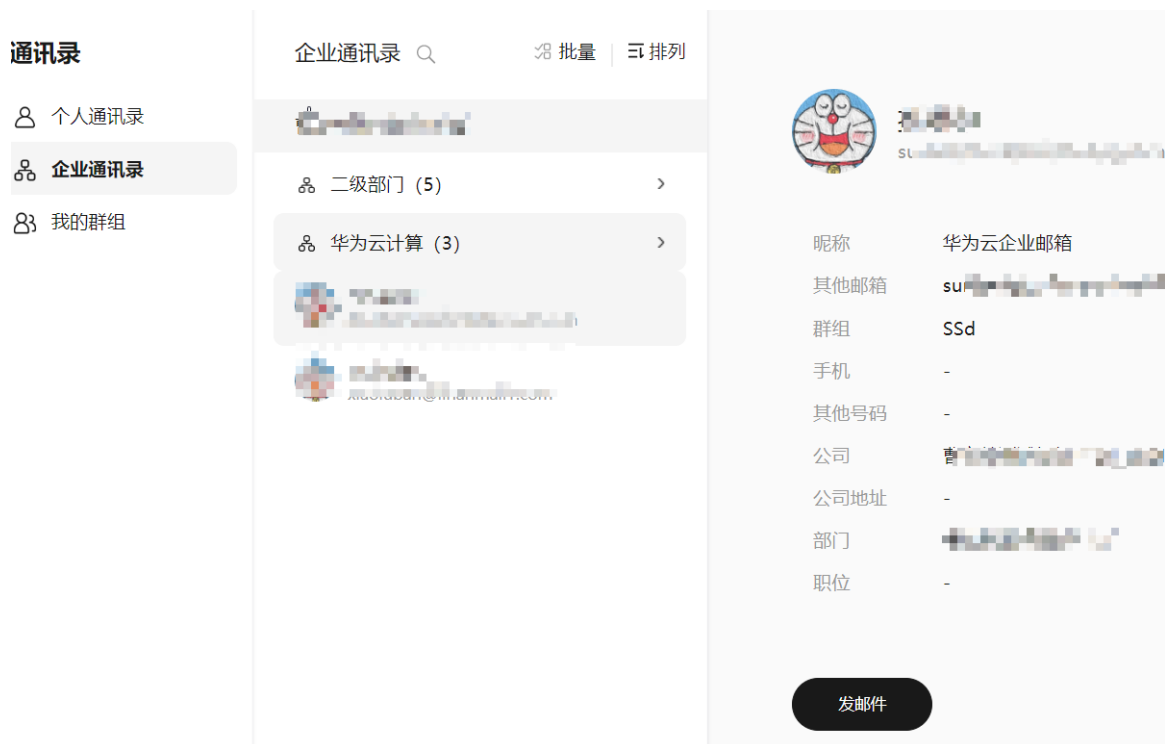 通讯录
个人通讯录
企业通讯录
我的群组
企业通讯录 批量 排列
二级部门（5）
华为云计算（3）
昵称 华为云企业邮箱
其他邮箱
群组 SSd
手机 -
其他号码 -
公司
公司地址 -
部门
职位 -
发邮件